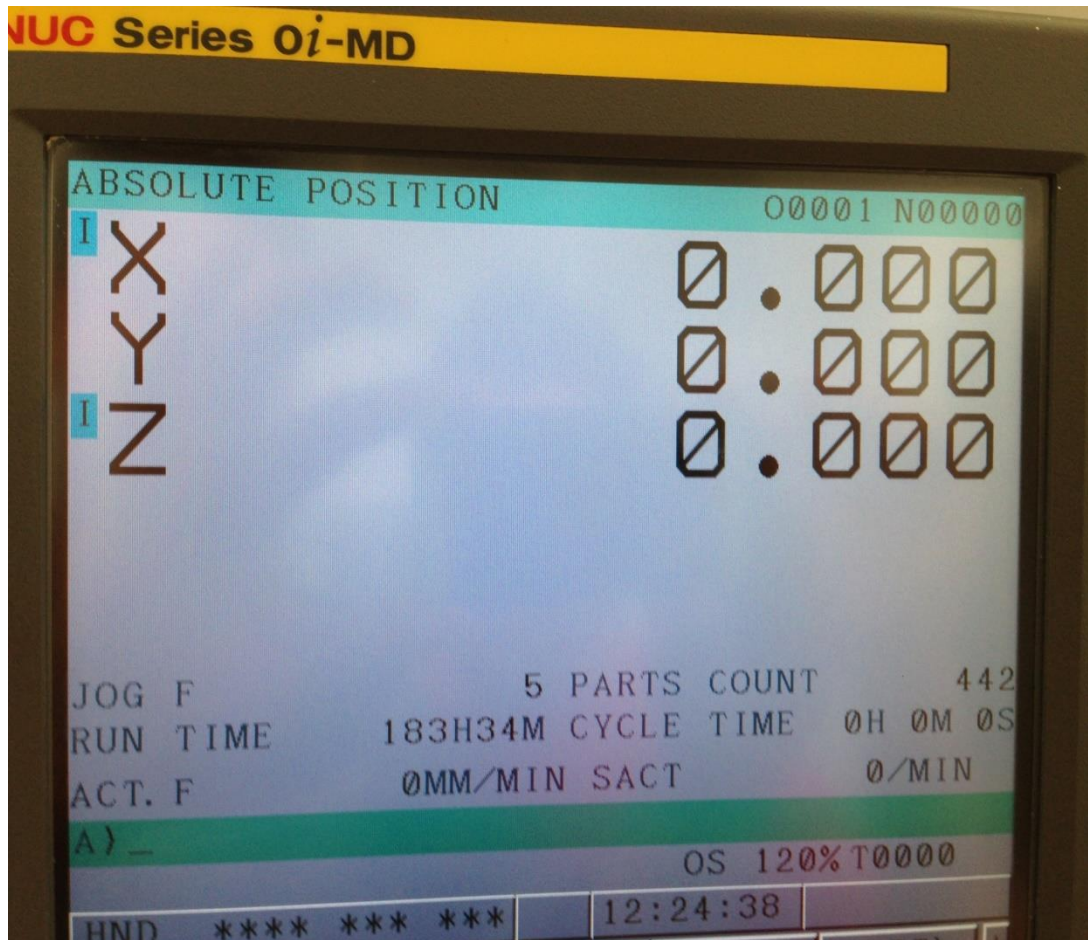 NUC Series 0i-MD
ABSOLUTE POSITION O0001 N00000
I X 0.000
Y 0.000
I Z 0.000
JOG F 5 PARTS COUNT 442
RUN TIME 183H34M CYCLE TIME 0H 0M 0S
ACT. F 0MM/MIN SACT 0/MIN
A)_
OS 120% T0000
HND **** *** *** 12:24:38